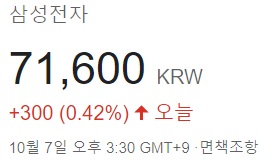 삼성전자
71,600 KRW
+300 (0.42%) ↑ 오늘
10월 7일 오후 3:30 GMT+9 · 면책조항